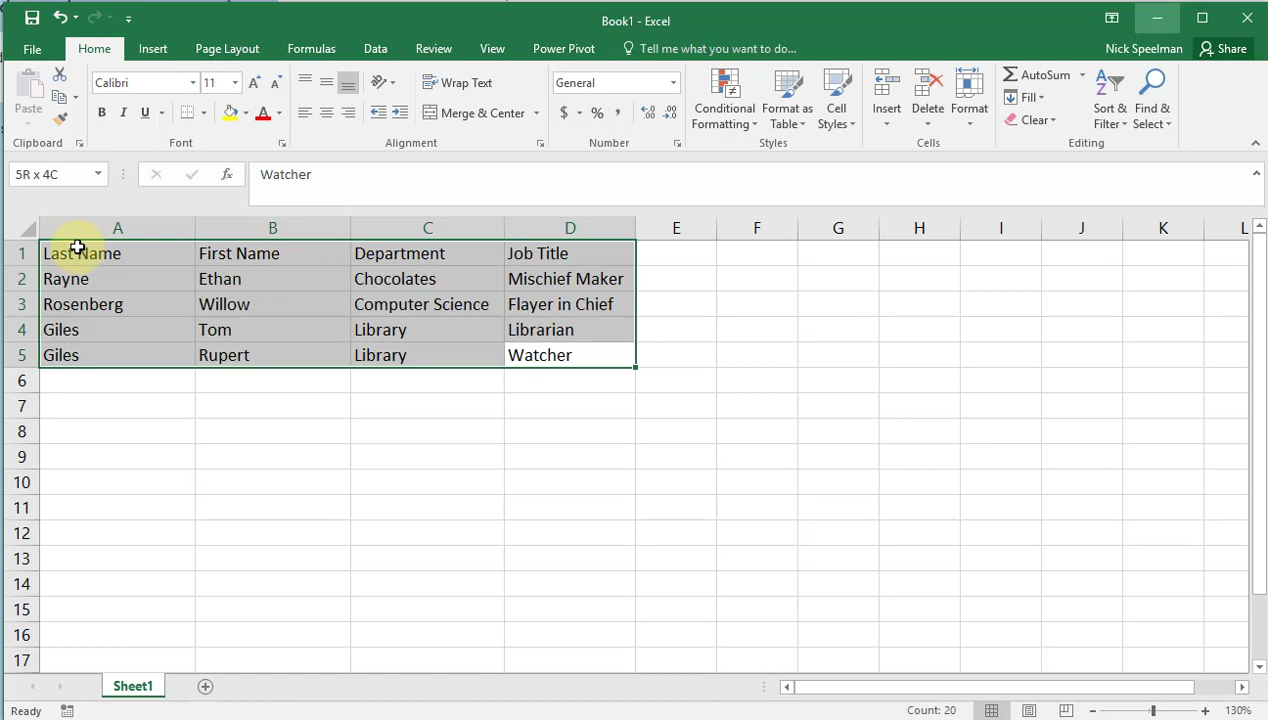 Book1 - Excel
File Home Insert Page Layout Formulas Data Review View Power Pivot Tell me what you want to do... Nick Speelman Share
Paste
Clipboard
Calibri 11
B I U A
Font
Wrap Text
Merge & Center
Alignment
General
$ % ,
Number
Conditional Formatting
Format as Table
Cell Styles
Styles
Insert Delete Format
Cells
AutoSum
Fill
Clear
Sort & Filter
Find & Select
Editing
5R x 4C fx Watcher
A B C D E F G H I J K L
1 Last Name First Name Department Job Title
2 Rayne Ethan Chocolates Mischief Maker
3 Rosenberg Willow Computer Science Flayer in Chief
4 Giles Tom Library Librarian
5 Giles Rupert Library Watcher
6
7
8
9
10
11
12
13
14
15
16
17
Sheet1
Ready Count: 20 130%